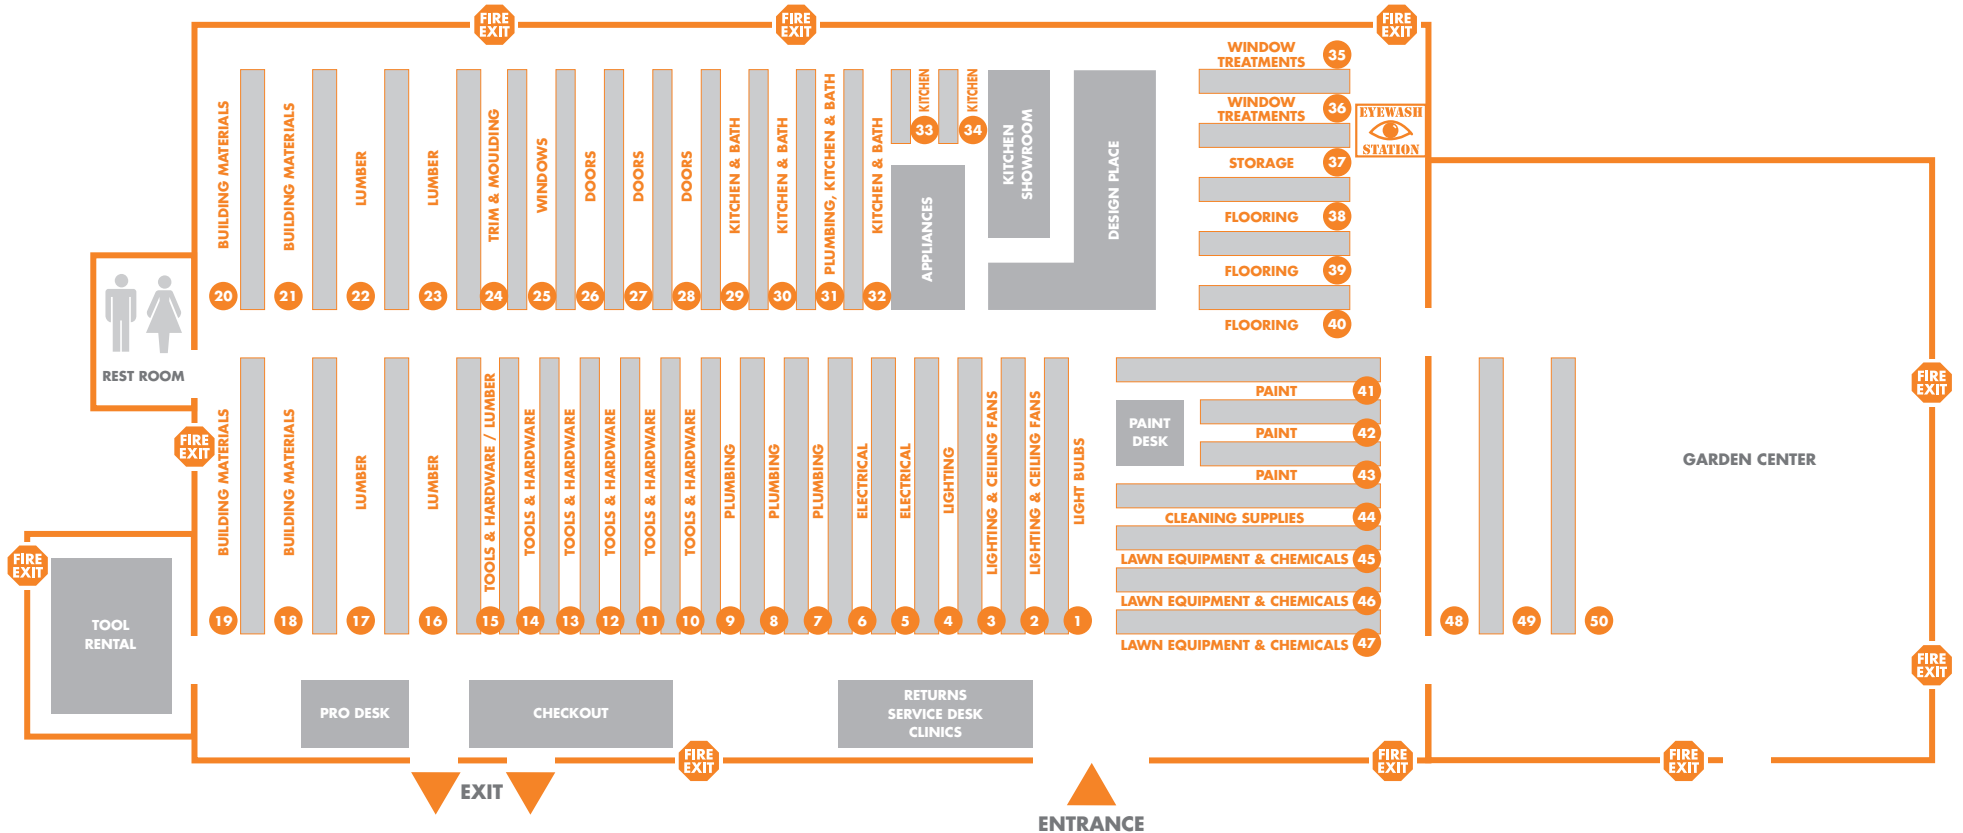 FIRE
EXIT
FIRE
EXIT
FIRE
EXIT
BUILDING MATERIALS
20
BUILDING MATERIALS
21
LUMBER
22
LUMBER
23
TRIM & MOULDING
24
WINDOWS
25
DOORS
26
DOORS
27
DOORS
28
KITCHEN & BATH
29
KITCHEN & BATH
30
PLUMBING, KITCHEN & BATH
31
KITCHEN & BATH
32
KITCHEN
33
KITCHEN
34
APPLIANCES
KITCHEN
SHOWROOM
DESIGN PLACE
WINDOW
TREATMENTS
35
WINDOW
TREATMENTS
36
EYEWASH
STATION
STORAGE
37
FLOORING
38
FLOORING
39
FLOORING
40
REST ROOM
FIRE
EXIT
BUILDING MATERIALS
19
BUILDING MATERIALS
18
LUMBER
17
LUMBER
16
TOOLS & HARDWARE / LUMBER
15
TOOLS & HARDWARE
14
TOOLS & HARDWARE
13
TOOLS & HARDWARE
12
TOOLS & HARDWARE
11
TOOLS & HARDWARE
10
PLUMBING
9
PLUMBING
8
PLUMBING
7
ELECTRICAL
6
ELECTRICAL
5
LIGHTING
4
LIGHTING & CEILING FANS
3
LIGHTING & CEILING FANS
2
LIGHT BULBS
1
PAINT
41
PAINT
DESK
PAINT
42
PAINT
43
CLEANING SUPPLIES
44
LAWN EQUIPMENT & CHEMICALS
45
LAWN EQUIPMENT & CHEMICALS
46
LAWN EQUIPMENT & CHEMICALS
47
48
49
50
GARDEN CENTER
FIRE
EXIT
FIRE
EXIT
FIRE
EXIT
TOOL
RENTAL
PRO DESK
CHECKOUT
RETURNS
SERVICE DESK
CLINICS
FIRE
EXIT
FIRE
EXIT
FIRE
EXIT
EXIT
ENTRANCE